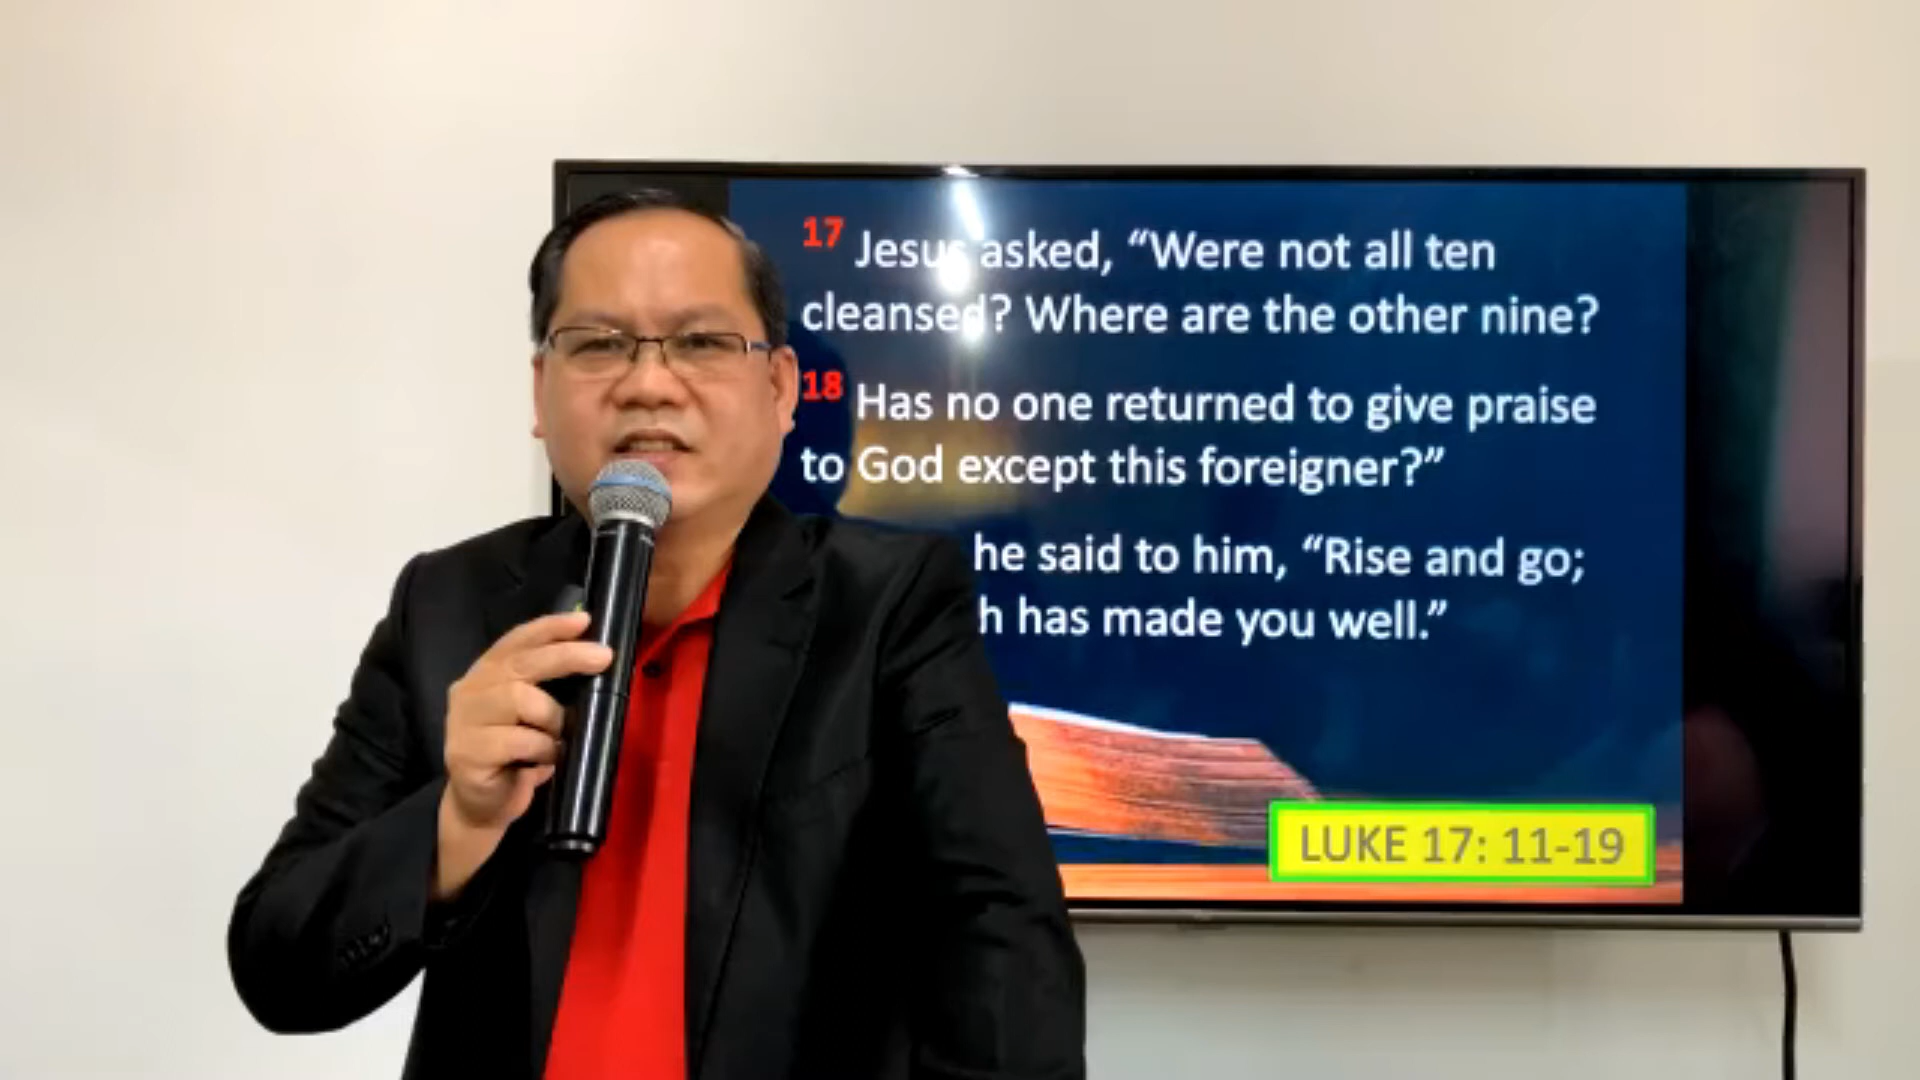 17 Jesus asked, “Were not all ten
cleansed? Where are the other nine?
18 Has no one returned to give praise
to God except this foreigner?”
he said to him, “Rise and go;
h has made you well.”
LUKE 17: 11-19